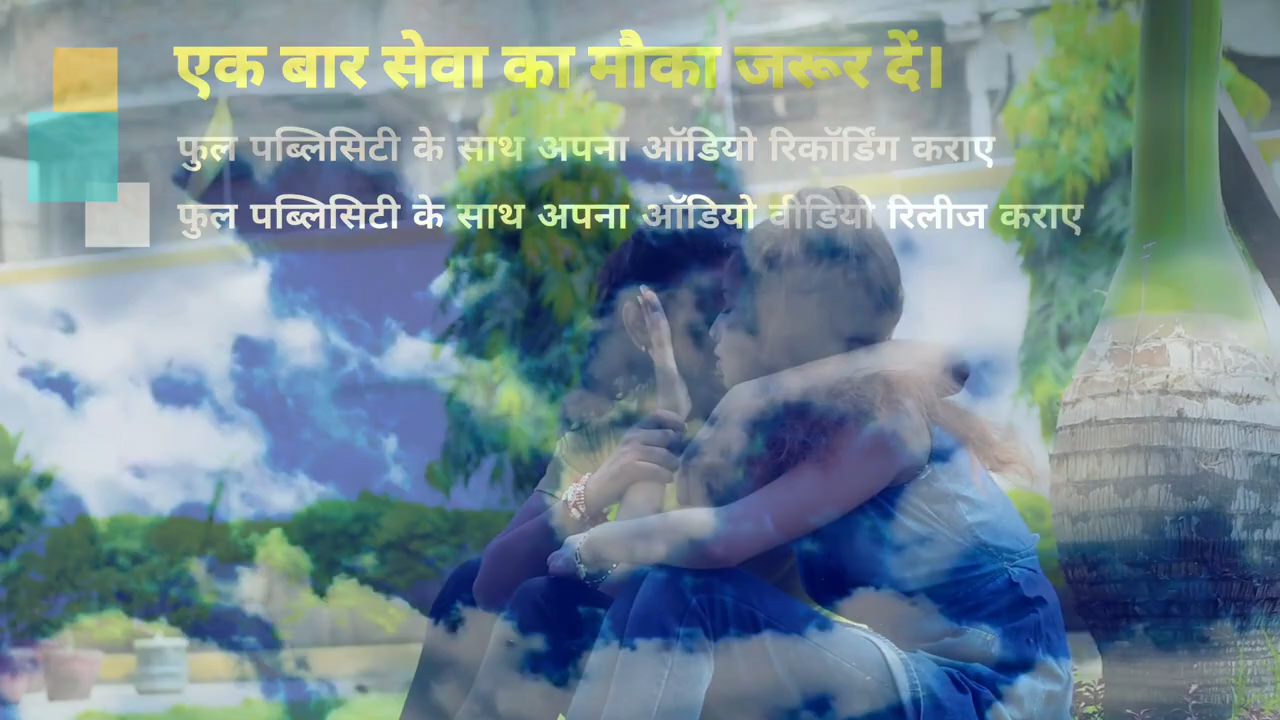 एक बार सेवा का मौका जरूर दें।
फुल पब्लिसिटी के साथ अपना ऑडियो रिकॉर्डिंग कराए
फुल पब्लिसिटी के साथ अपना ऑडियो वीडियो रिलीज कराए